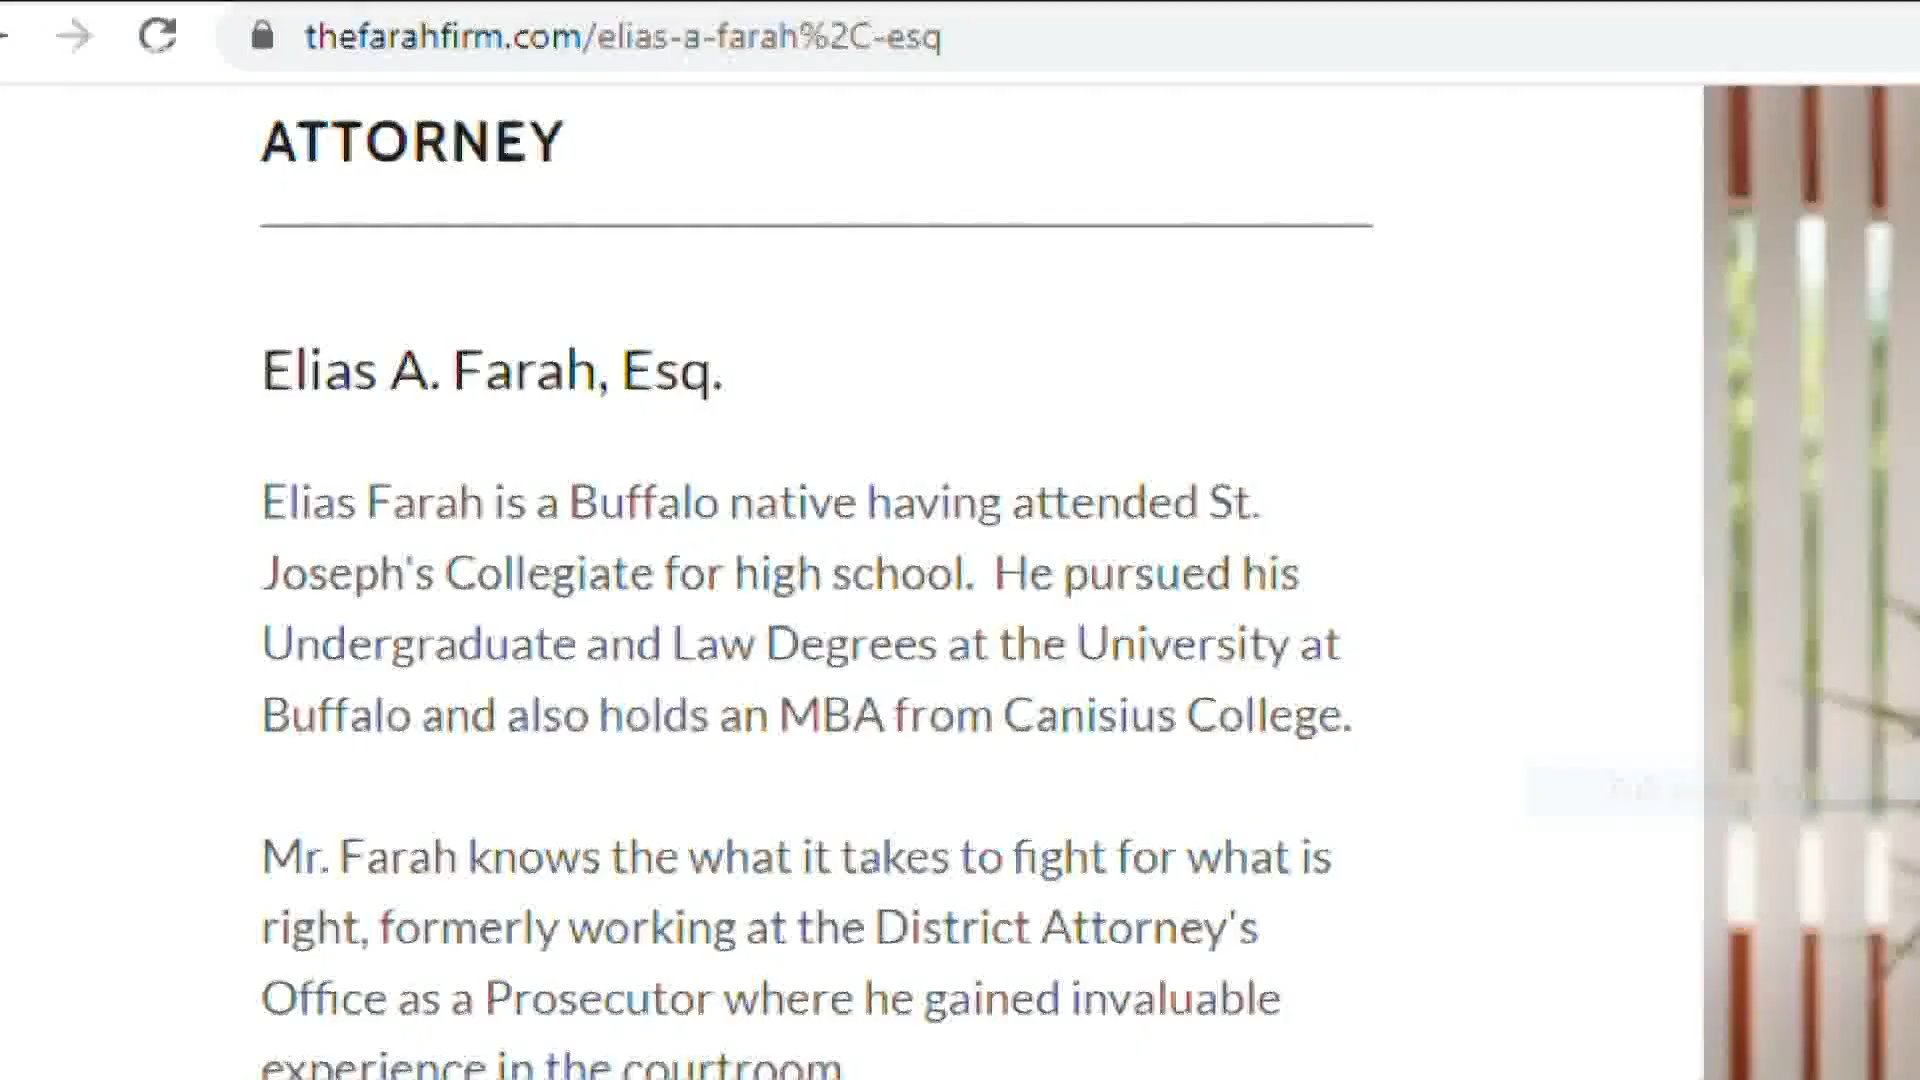 thefarahfirm.com/elias-a-farah%2C-esq
ATTORNEY
Elias A. Farah, Esq.
Elias Farah is a Buffalo native having attended St.
Joseph's Collegiate for high school.  He pursued his
Undergraduate and Law Degrees at the University at
Buffalo and also holds an MBA from Canisius College.
Mr. Farah knows the what it takes to fight for what is
right, formerly working at the District Attorney's
Office as a Prosecutor where he gained invaluable
experience in the courtroom